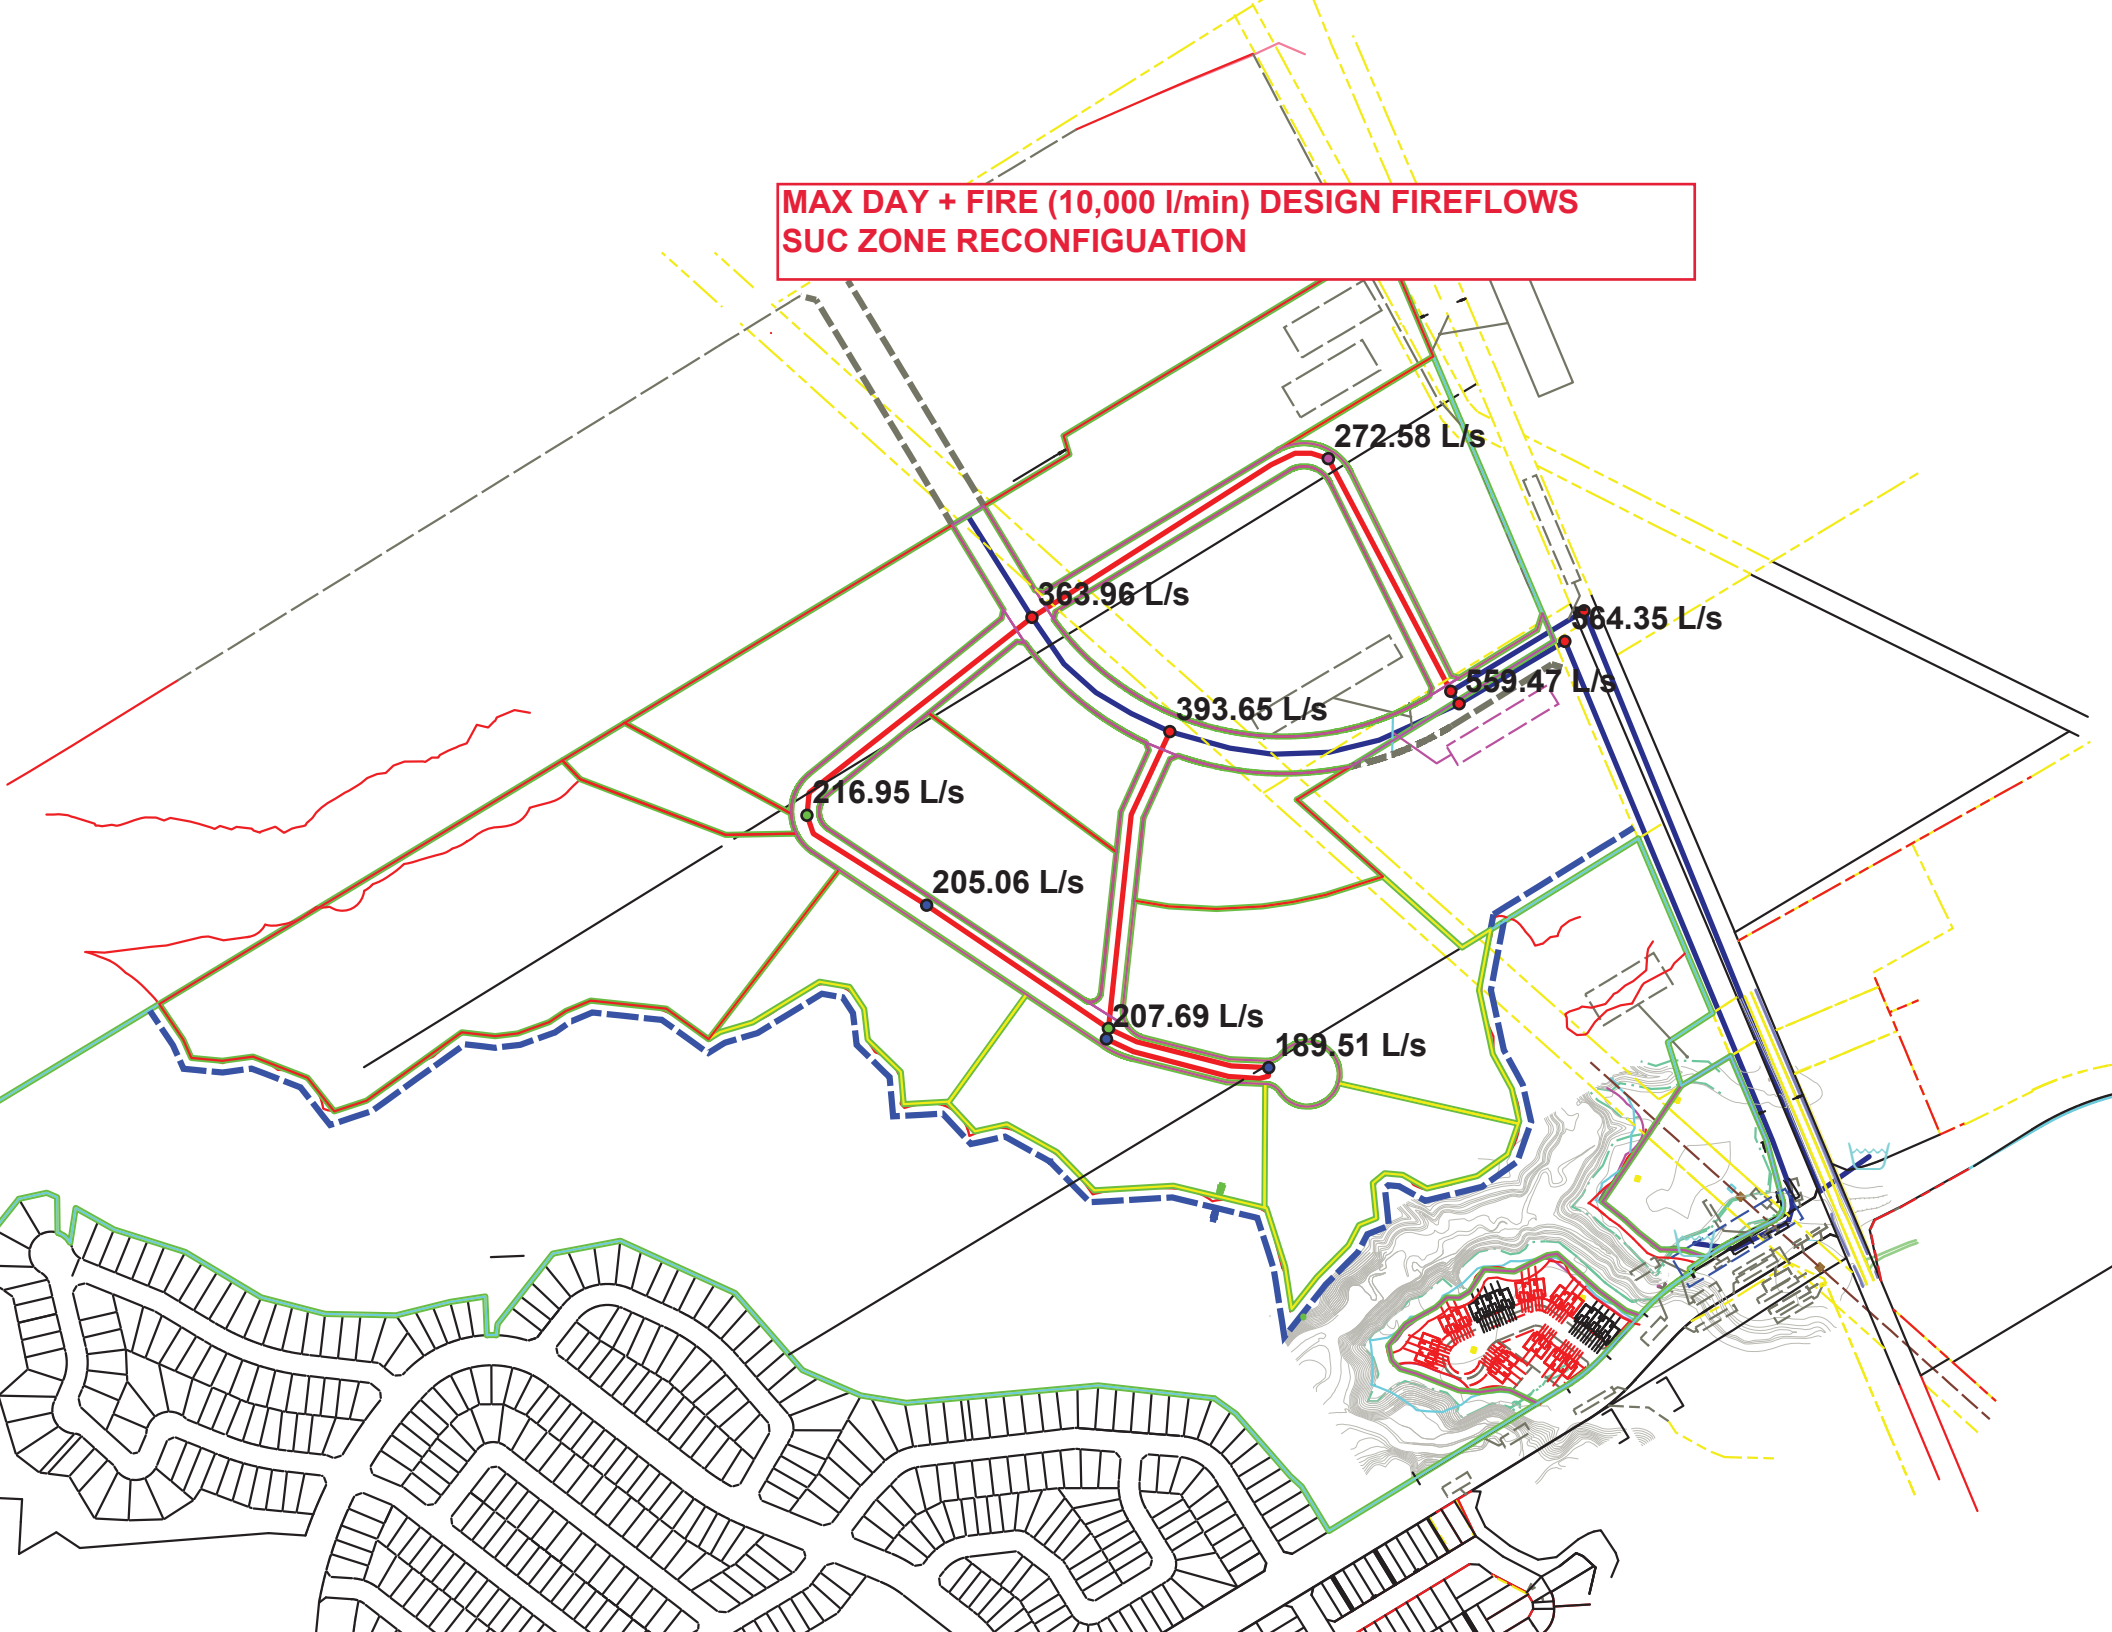 MAX DAY + FIRE (10,000 l/min) DESIGN FIREFLOWS
SUC ZONE RECONFIGUATION
272.58 L/s
363.96 L/s
564.35 L/s
559.47 L/s
393.65 L/s
216.95 L/s
205.06 L/s
207.69 L/s
189.51 L/s